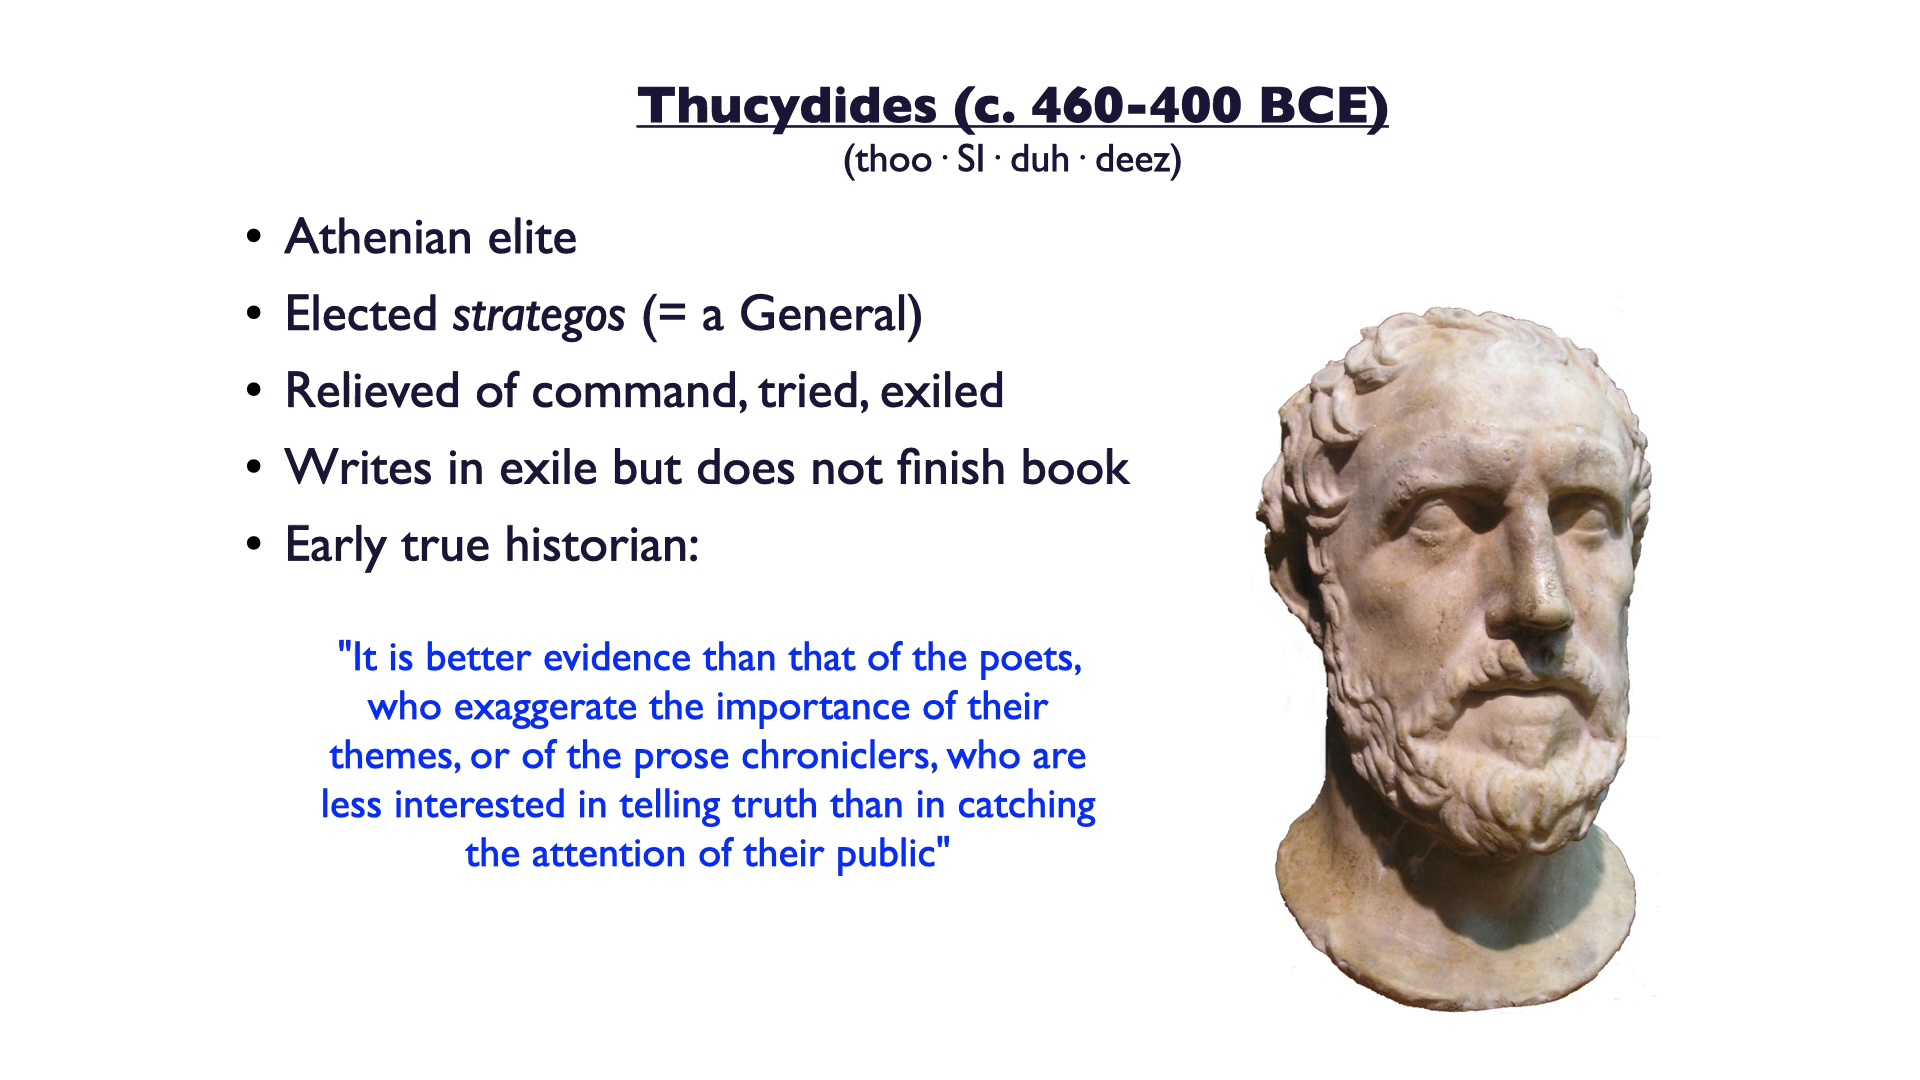 Thucydides (c. 460-400 BCE)
(thoo · SI · duh · deez)
• Athenian elite
• Elected strategos (= a General)
• Relieved of command, tried, exiled
• Writes in exile but does not finish book
• Early true historian:
"It is better evidence than that of the poets,
who exaggerate the importance of their
themes, or of the prose chroniclers, who are
less interested in telling truth than in catching
the attention of their public"